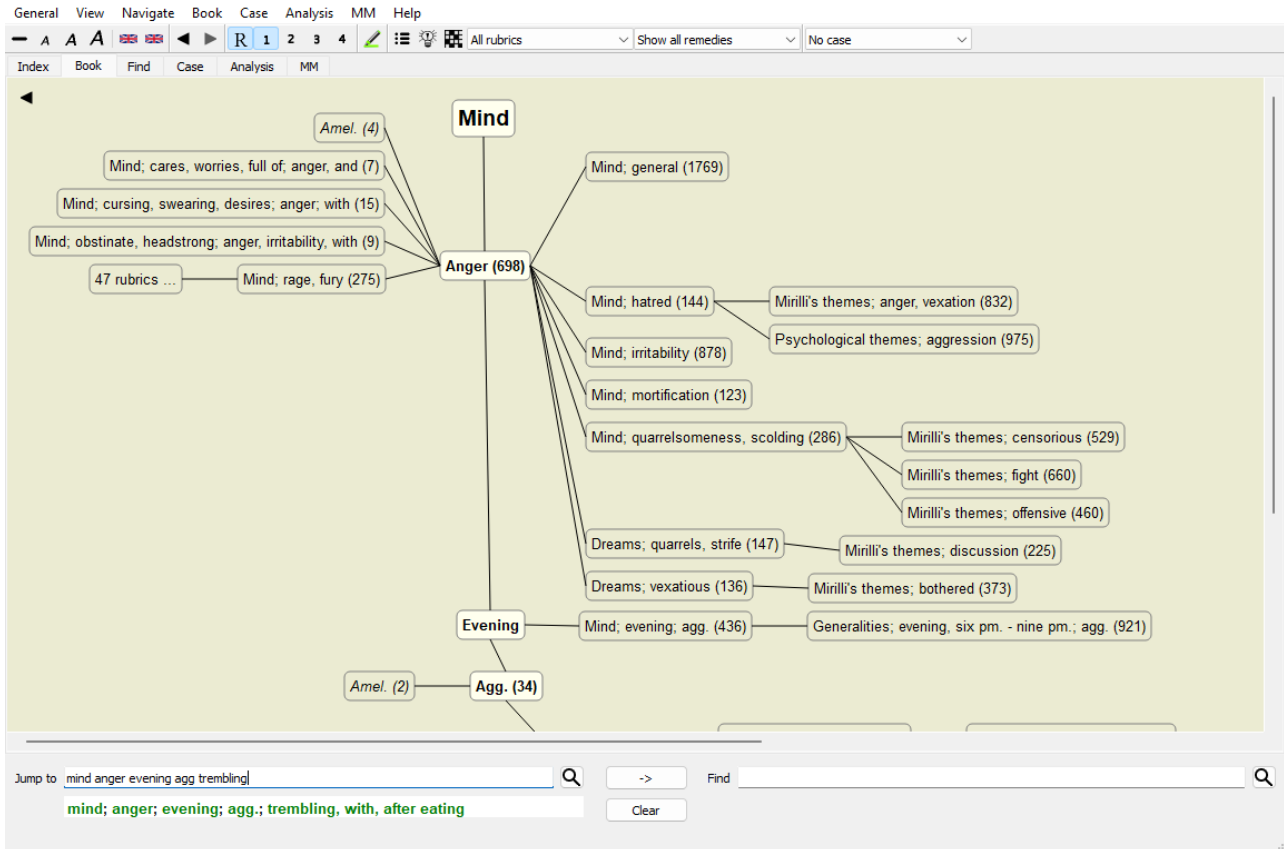 General View Navigate Book Case Analysis MM Help
A A A R 1 2 3 4 All rubrics Show all remedies No case
Index Book Find Case Analysis MM
Mind
Amel. (4)
Mind; cares, worries, full of; anger, and (7)
Mind; general (1769)
Mind; cursing, swearing, desires; anger; with (15)
Mind; obstinate, headstrong; anger, irritability, with (9)
Anger (698)
47 rubrics ... Mind; rage, fury (275)
Mind; hatred (144) Mirilli's themes; anger, vexation (832)
Psychological themes; aggression (975)
Mind; irritability (878)
Mind; mortification (123)
Mind; quarrelsomeness, scolding (286) Mirilli's themes; censorious (529)
Mirilli's themes; fight (660)
Mirilli's themes; offensive (460)
Dreams; quarrels, strife (147) Mirilli's themes; discussion (225)
Dreams; vexatious (136) Mirilli's themes; bothered (373)
Evening Mind; evening; agg. (436) Generalities; evening, six pm. - nine pm.; agg. (921)
Amel. (2) Agg. (34)
Jump to mind anger evening agg trembling -> Find
mind; anger; evening; agg.; trembling, with, after eating Clear